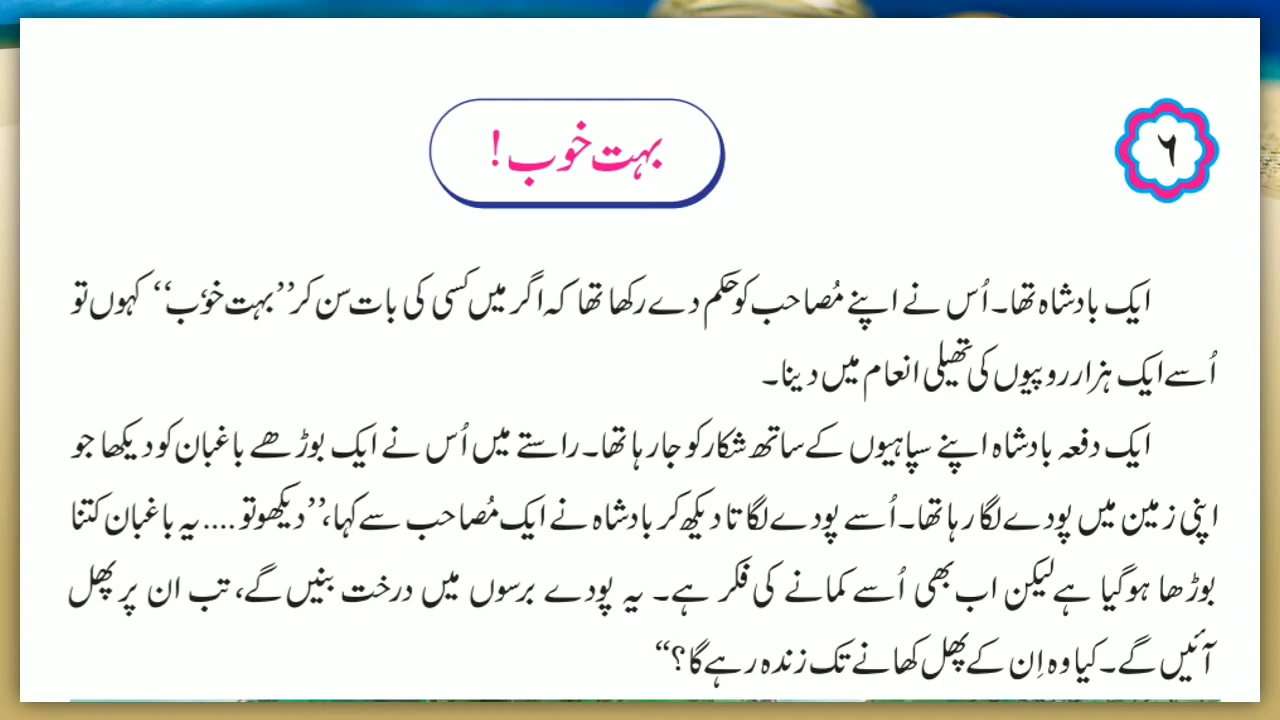 ۶
بہت خوب!
ایک بادشاہ تھا۔ اُس نے اپنے مُصاحب کو حکم دے رکھا تھا کہ اگر میں کسی کی بات سن کر ’’بہت خوٗب‘‘ کہوں تو
اُسے ایک ہزار روپیوں کی تھیلی انعام میں دینا۔
ایک دفعہ بادشاہ اپنے سپاہیوں کے ساتھ شکار کو جارہا تھا۔ راستے میں اُس نے ایک بوڑھے باغبان کو دیکھا جو
اپنی زمین میں پودے لگا رہا تھا۔ اُسے پودے لگاتا دیکھ کر بادشاہ نے ایک مُصاحب سے کہا، ’’دیکھو تو .... یہ باغبان کتنا
بوڑھا ہوگیا ہے لیکن اب بھی اُسے کمانے کی فکر ہے۔ یہ پودے برسوں میں درخت بنیں گے، تب ان پر پھل
آئیں گے۔ کیا وہ اِن کے پھل کھانے تک زندہ رہے گا؟‘‘